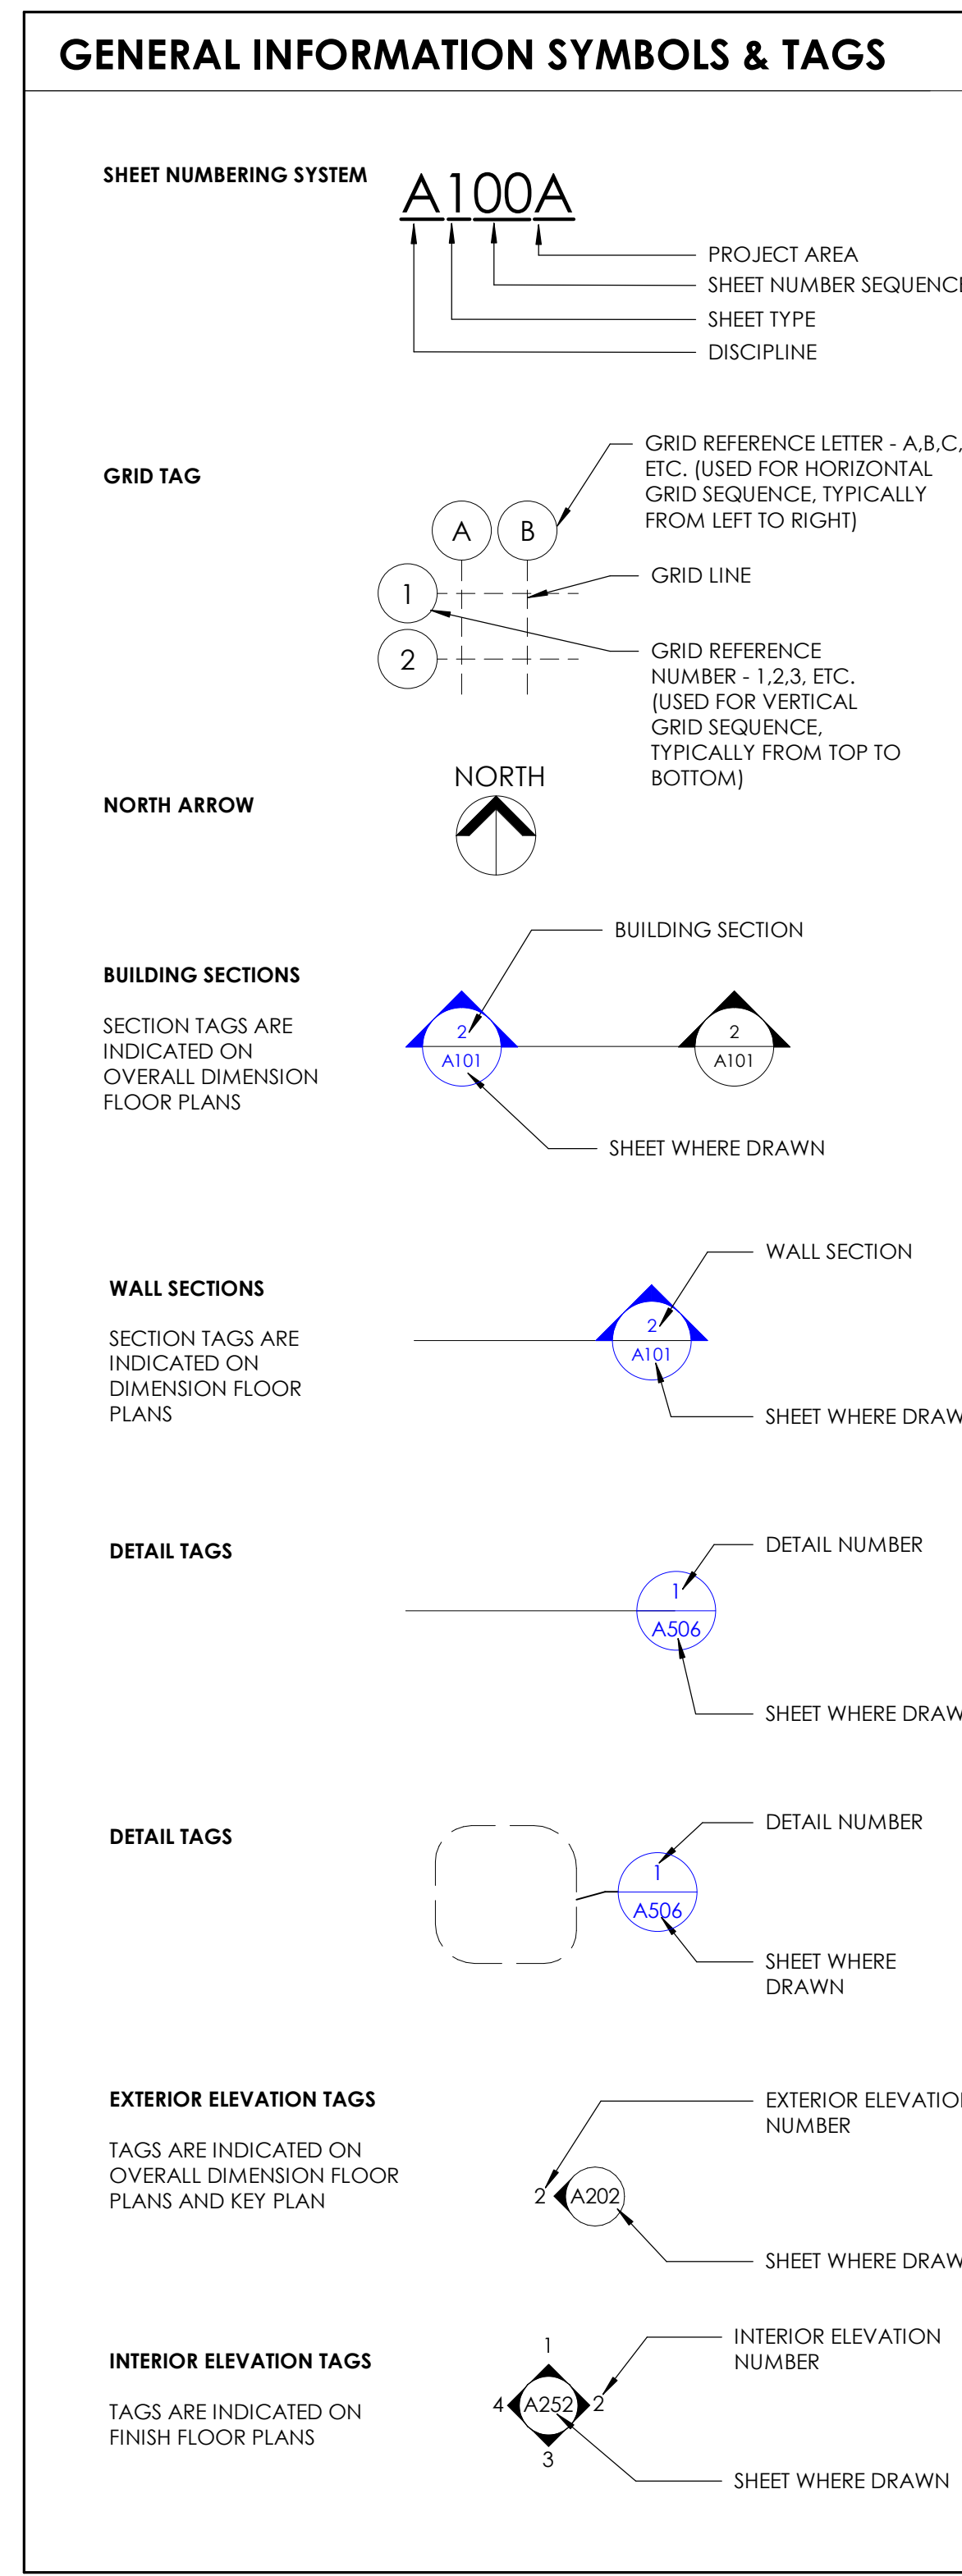 GENERAL INFORMATION SYMBOLS & TAGS
SHEET NUMBERING SYSTEM
A100A
PROJECT AREA
SHEET NUMBER SEQUENCE
SHEET TYPE
DISCIPLINE
GRID TAG
GRID REFERENCE LETTER - A,B,C,
ETC. (USED FOR HORIZONTAL
GRID SEQUENCE, TYPICALLY
FROM LEFT TO RIGHT)
A B
GRID LINE
1
2
GRID REFERENCE
NUMBER - 1,2,3, ETC.
(USED FOR VERTICAL
GRID SEQUENCE,
TYPICALLY FROM TOP TO
BOTTOM)
NORTH ARROW
NORTH
BUILDING SECTIONS
SECTION TAGS ARE
INDICATED ON
OVERALL DIMENSION
FLOOR PLANS
BUILDING SECTION
2
A101
2
A101
SHEET WHERE DRAWN
WALL SECTIONS
SECTION TAGS ARE
INDICATED ON
DIMENSION FLOOR
PLANS
WALL SECTION
2
A101
SHEET WHERE DRAW
DETAIL TAGS
DETAIL NUMBER
1
A506
SHEET WHERE DRAW
DETAIL TAGS
DETAIL NUMBER
1
A506
SHEET WHERE
DRAWN
EXTERIOR ELEVATION TAGS
TAGS ARE INDICATED ON
OVERALL DIMENSION FLOOR
PLANS AND KEY PLAN
EXTERIOR ELEVATION
NUMBER
2 A202
SHEET WHERE DRAW
INTERIOR ELEVATION TAGS
TAGS ARE INDICATED ON
FINISH FLOOR PLANS
INTERIOR ELEVATION
NUMBER
1
4 A252 2
3
SHEET WHERE DRAWN